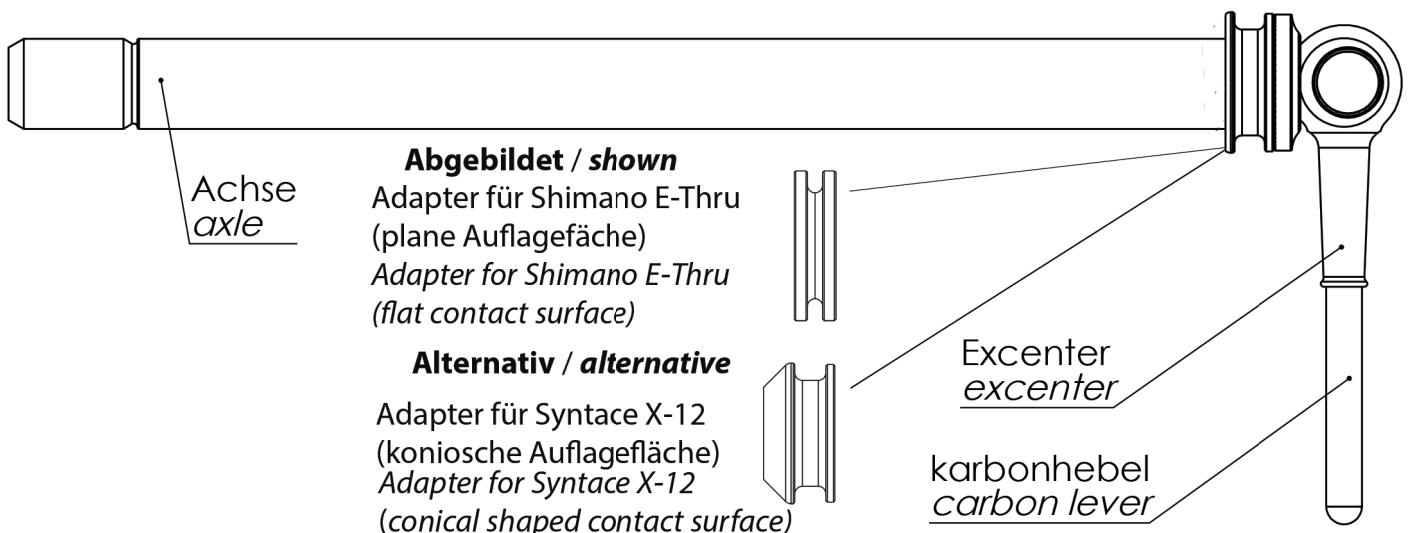 Achse
axle
Abgebildet / shown
Adapter für Shimano E-Thru
(plane Auflagefäche)
Adapter for Shimano E-Thru
(flat contact surface)
Alternativ / alternative
Adapter für Syntace X-12
(koniosche Auflagefläche)
Adapter for Syntace X-12
(conical shaped contact surface)
Excenter
excenter
karbonhebel
carbon lever